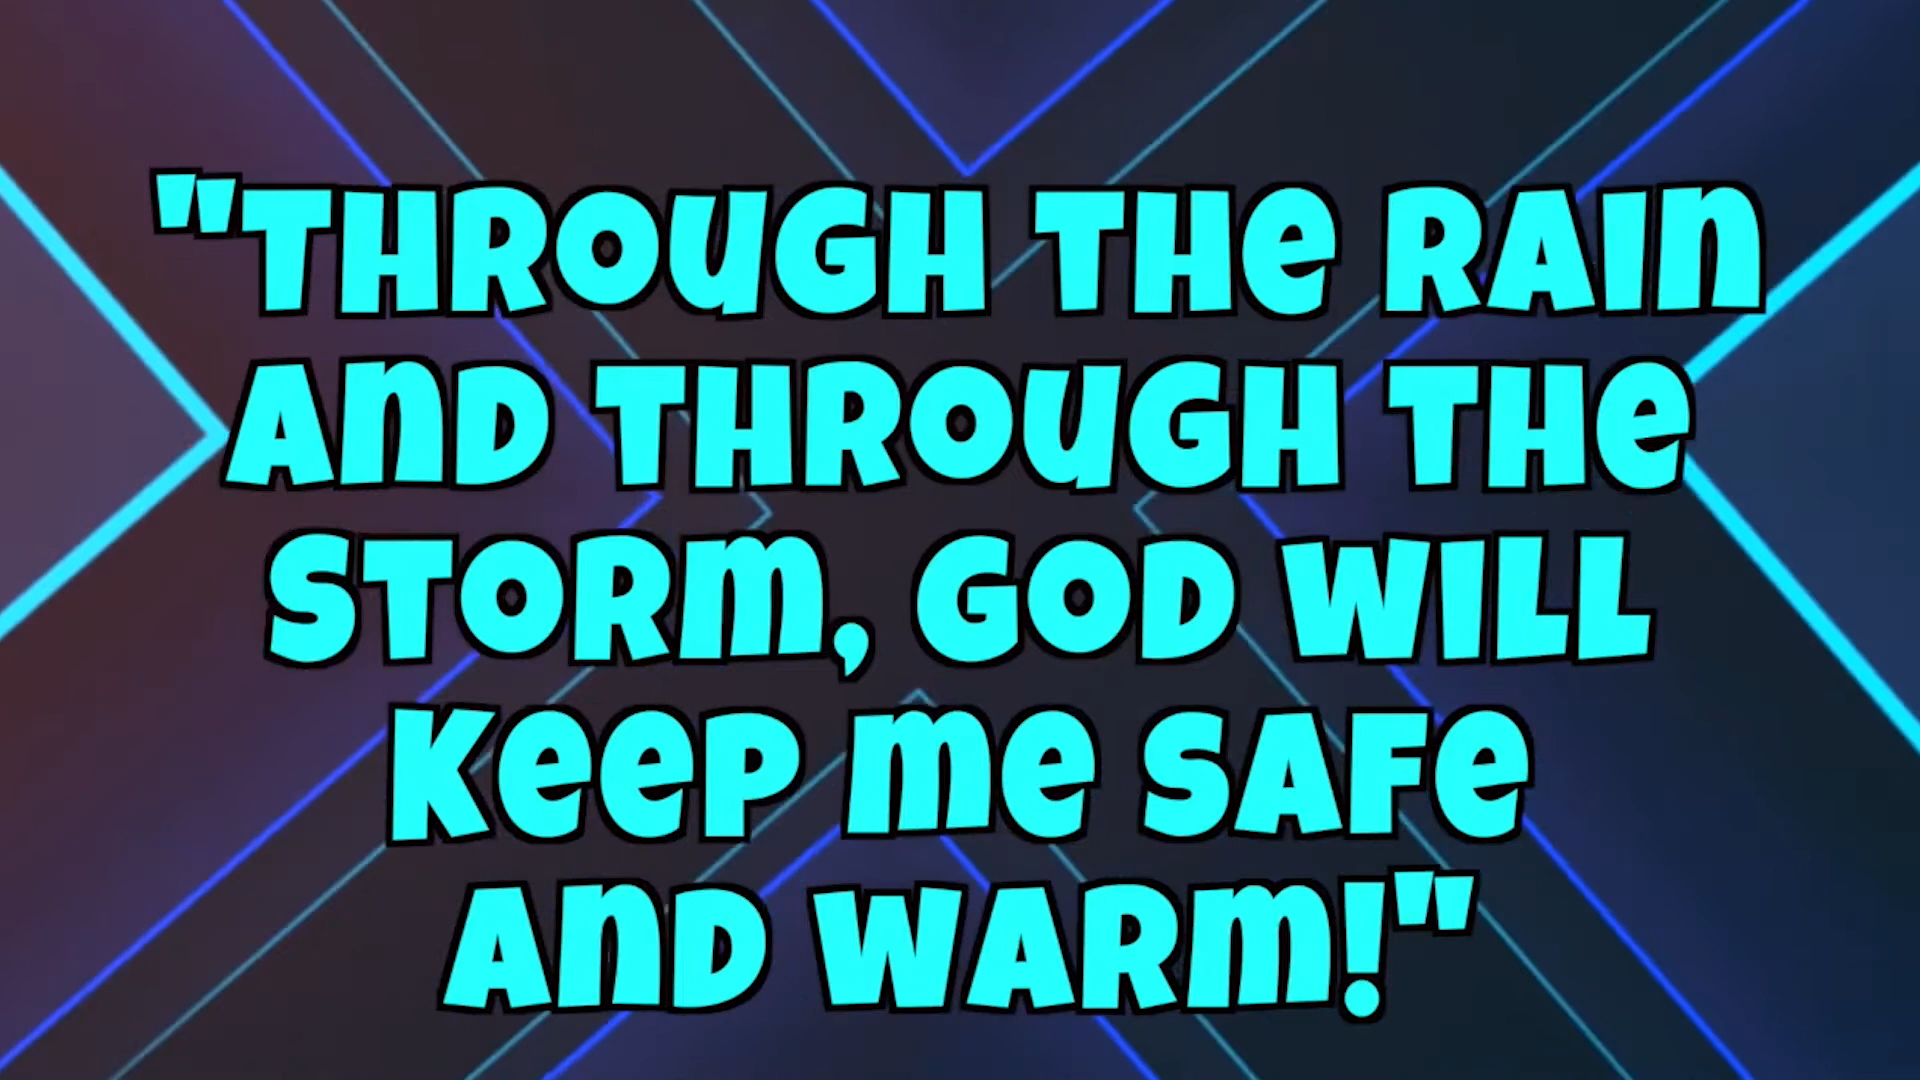 "THROUGH THE RAIN
AND THROUGH THE
STORM, GOD WILL
KEEP ME SAFE
AND WARM!"